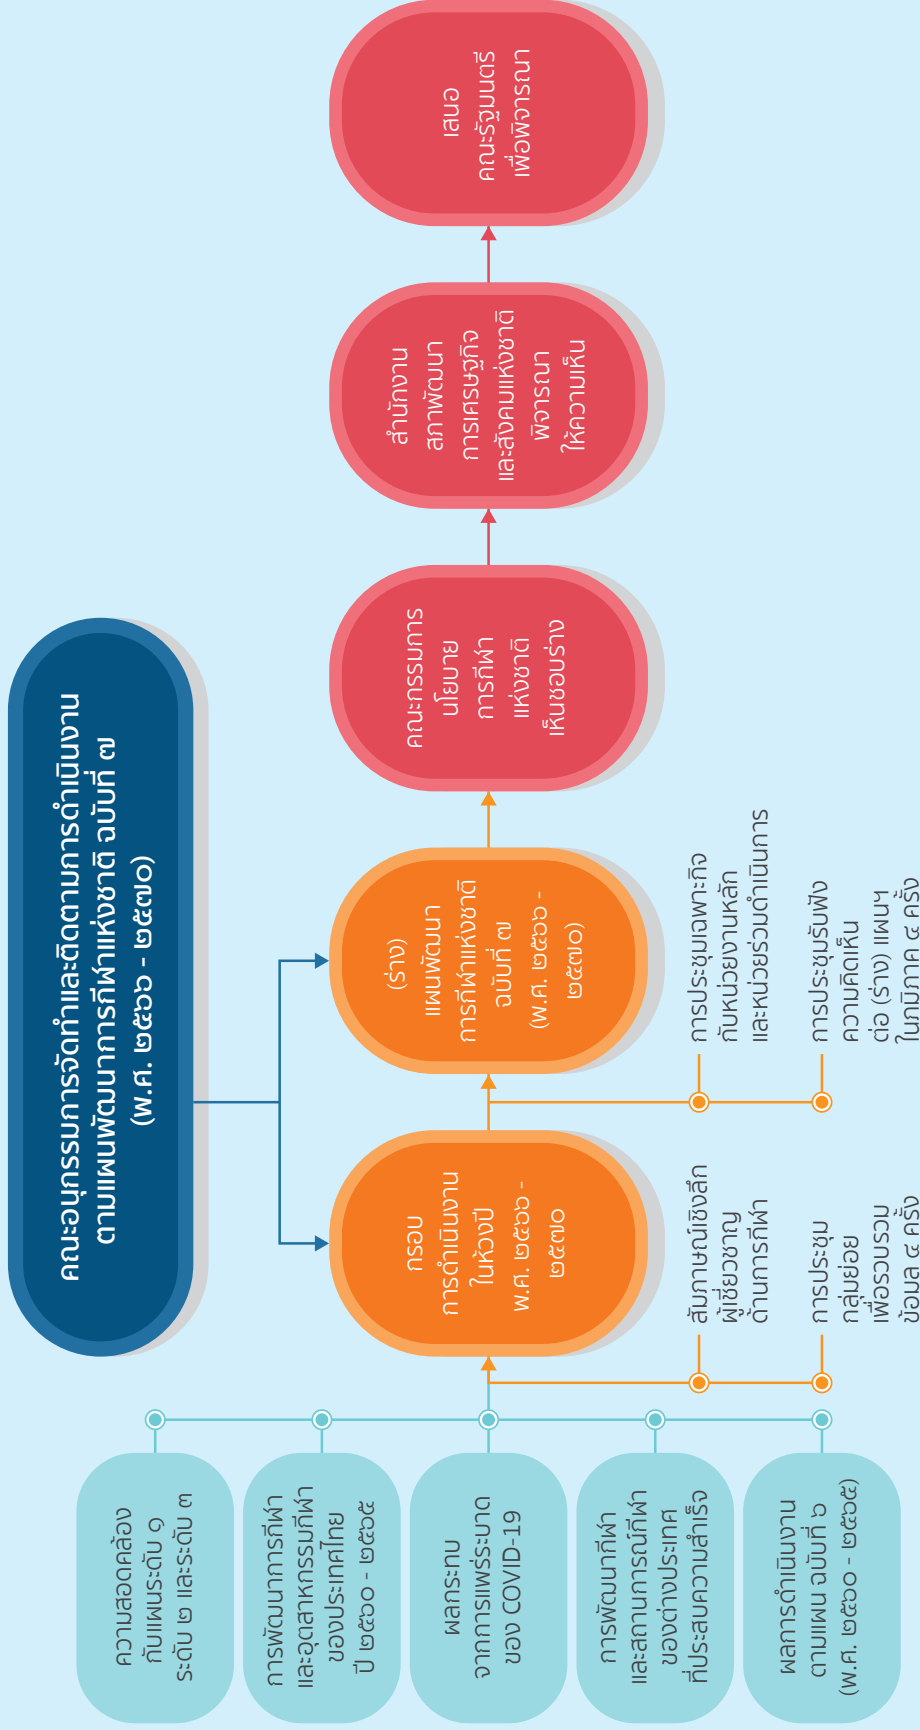 คณะอนุกรรมการจัดทำและติดตามการดำเนินงาน
ตามแผนพัฒนาการกีฬาแห่งชาติ ฉบับที่ ๗
(พ.ศ. ๒๕๖๖ - ๒๕๗๐)
ความสอดคล้อง
กับแผนระดับ ๑
ระดับ ๒ และระดับ ๓
การพัฒนาการกีฬา
และอุตสาหกรรมกีฬา
ของประเทศไทย
ปี ๒๕๖๐ - ๒๕๖๕
ผลกระทบ
จากการแพร่ระบาด
ของ COVID-19
การพัฒนากีฬา
และสถานการณ์กีฬา
ของต่างประเทศ
ที่ประสบความสำเร็จ
ผลการดำเนินงาน
ตามแผน ฉบับที่ ๖
(พ.ศ. ๒๕๖๐ - ๒๕๖๕)
กรอบ
การดำเนินงาน
ในห้วงปี
พ.ศ. ๒๕๖๖ -
๒๕๗๐
สัมภาษณ์เชิงลึก
ผู้เชี่ยวชาญ
ด้านการกีฬา
การประชุม
กลุ่มย่อย
เพื่อรวบรวม
ข้อมูล ๔ ครั้ง
(ร่าง)
แผนพัฒนา
การกีฬาแห่งชาติ
ฉบับที่ ๗
(พ.ศ. ๒๕๖๖ -
๒๕๗๐)
การประชุมเฉพาะกิจ
กับหน่วยงานหลัก
และหน่วยร่วมดำเนินการ
การประชุมรับฟัง
ความคิดเห็น
ต่อ (ร่าง) แผนฯ
ในภูมิภาค ๔ ครั้ง
คณะกรรมการ
นโยบาย
การกีฬา
แห่งชาติ
เห็นชอบร่าง
สำนักงาน
สภาพัฒนา
การเศรษฐกิจ
และสังคมแห่งชาติ
พิจารณา
ให้ความเห็น
เสนอ
คณะรัฐมนตรี
เพื่อพิจารณา